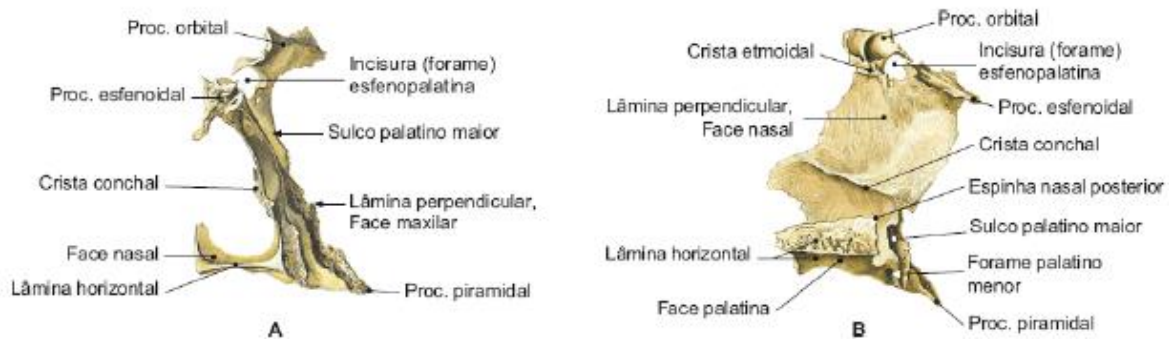 Proc. orbital
Incisura (forame)
esfenopalatina
Proc. esfenoidal
Sulco palatino maior
Crista conchal
Lâmina perpendicular,
Face maxilar
Face nasal
Lâmina horizontal
Proc. piramidal
A
Proc. orbital
Crista etmoidal
Incisura (forame)
esfenopalatina
Lâmina perpendicular,
Face nasal
Proc. esfenoidal
Crista conchal
Espinha nasal posterior
Sulco palatino maior
Lâmina horizontal
Forame palatino
menor
Face palatina
Proc. piramidal
B